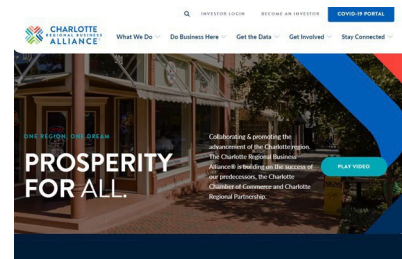 INVESTOR LOGIN BECOME AN INVESTOR COVID-19 PORTAL
CHARLOTTE
REGIONAL BUSINESS
ALLIANCE
What We Do Do Business Here Get the Data Get Involved Stay Connected
ONE REGION, ONE DREAM
PROSPERITY
FOR ALL.
Collaborating & promoting the
advancement of the Charlotte region.
The Charlotte Regional Business
Alliance® is building on the success of
our predecessors, the Charlotte
Chamber of Commerce and Charlotte
Regional Partnership.
PLAY VIDEO